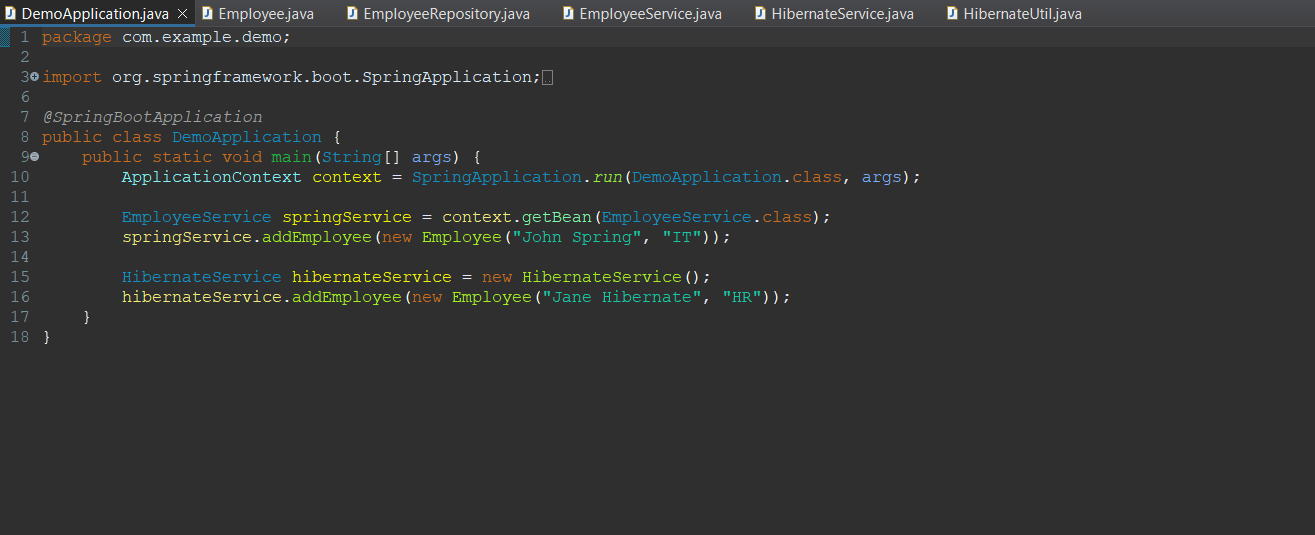 DemoApplication.java Employee.java EmployeeRepository.java EmployeeService.java HibernateService.java HibernateUtil.java
1 package com.example.demo;
2
3 import org.springframework.boot.SpringApplication;
6
7 @SpringBootApplication
8 public class DemoApplication {
9     public static void main(String[] args) {
10         ApplicationContext context = SpringApplication.run(DemoApplication.class, args);
11
12         EmployeeService springService = context.getBean(EmployeeService.class);
13         springService.addEmployee(new Employee("John Spring", "IT"));
14
15         HibernateService hibernateService = new HibernateService();
16         hibernateService.addEmployee(new Employee("Jane Hibernate", "HR"));
17     }
18 }